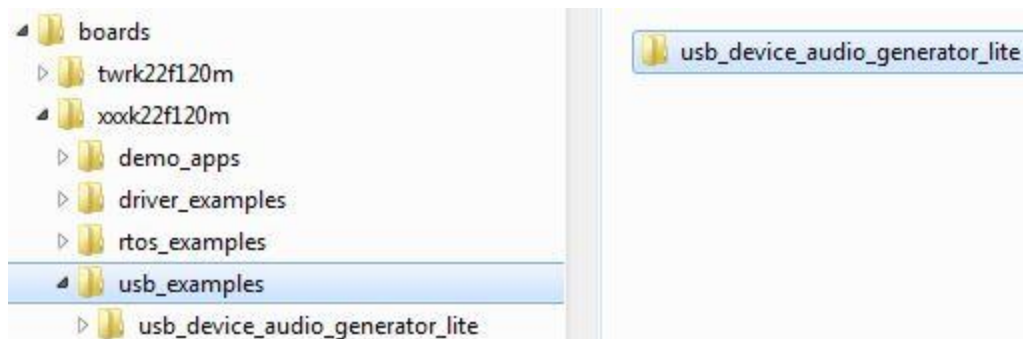 boards
twrk22f120m
xxxk22f120m
demo_apps
driver_examples
rtos_examples
usb_examples
usb_device_audio_generator_lite
usb_device_audio_generator_lite